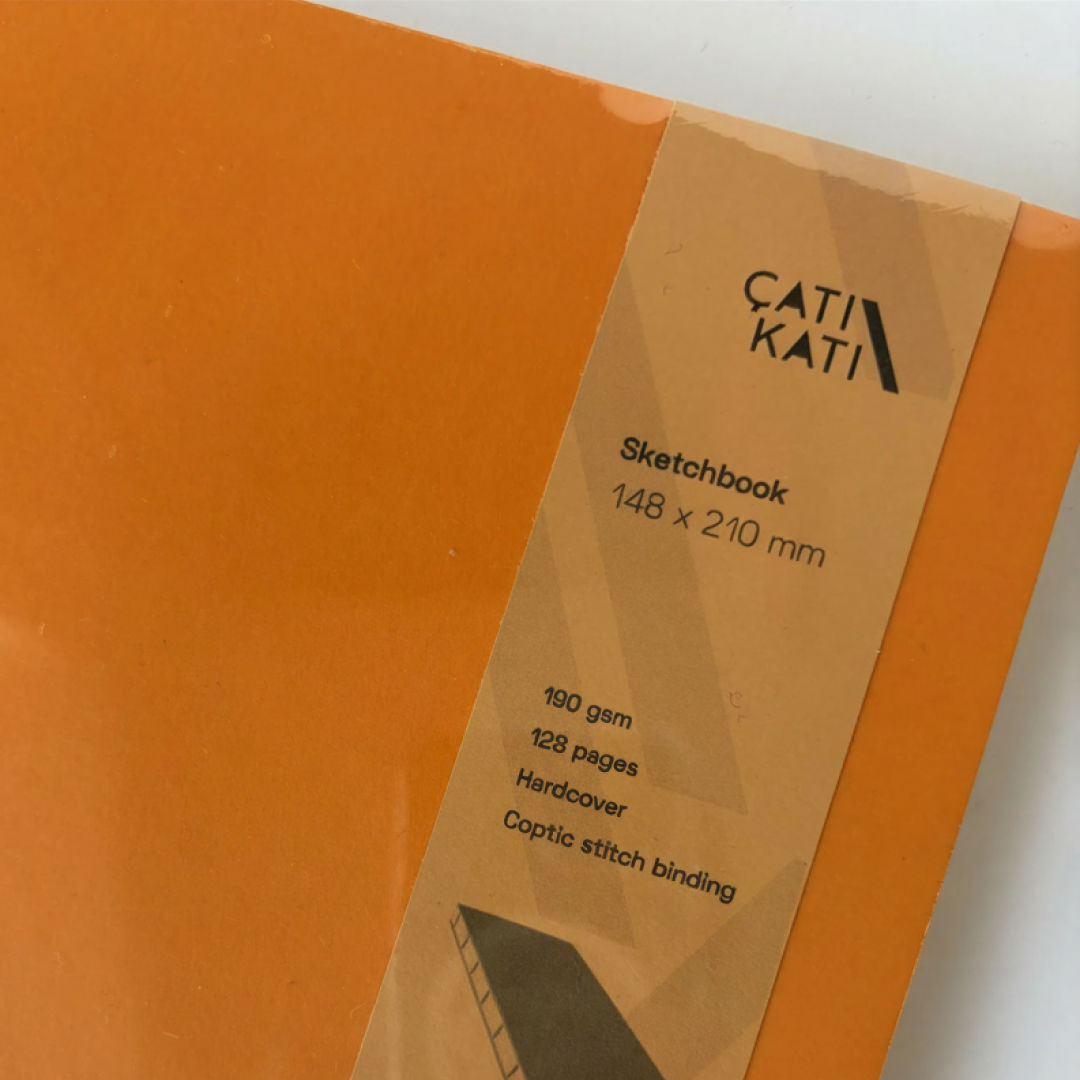 ÇATI
KATI
Sketchbook
148 x 210 mm
190 gsm
128 pages
Hardcover
Coptic stitch binding